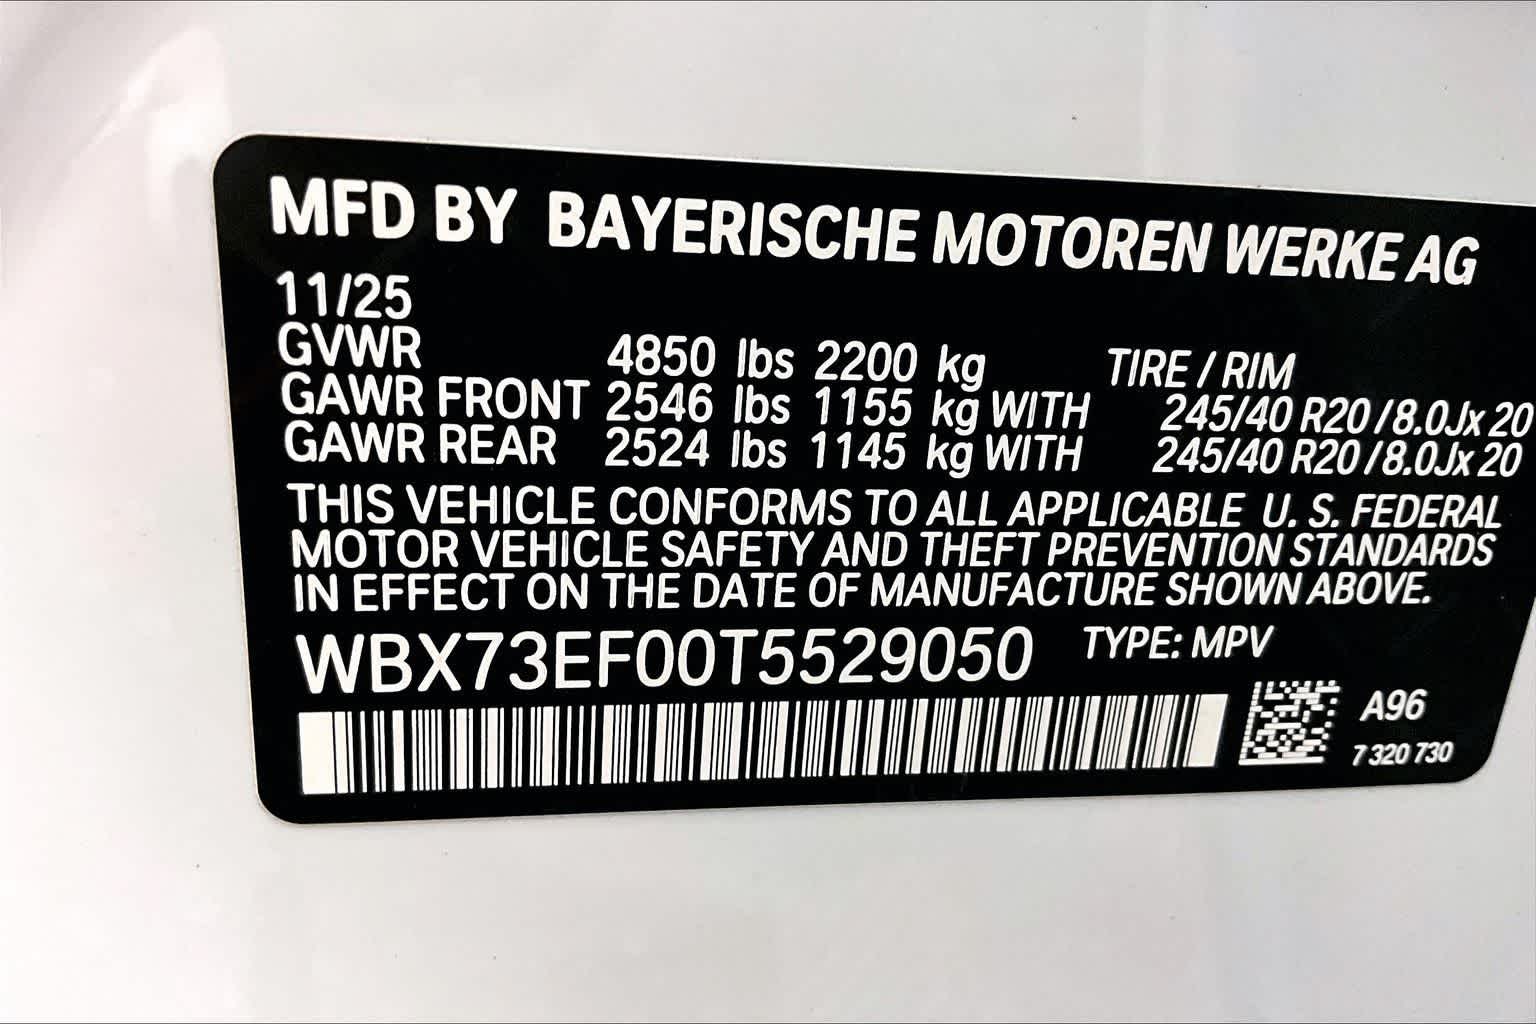 MFD BY BAYERISCHE MOTOREN WERKE AG
11/25
GVWR 4850 lbs 2200 kg TIRE / RIM
GAWR FRONT 2546 lbs 1155 kg WITH 245/40 R20 / 8.0Jx 20
GAWR REAR 2524 lbs 1145 kg WITH 245/40 R20 / 8.0Jx 20
THIS VEHICLE CONFORMS TO ALL APPLICABLE U. S. FEDERAL
MOTOR VEHICLE SAFETY AND THEFT PREVENTION STANDARDS
IN EFFECT ON THE DATE OF MANUFACTURE SHOWN ABOVE.
WBX73EF00T5529050 TYPE: MPV
A96
7 320 730